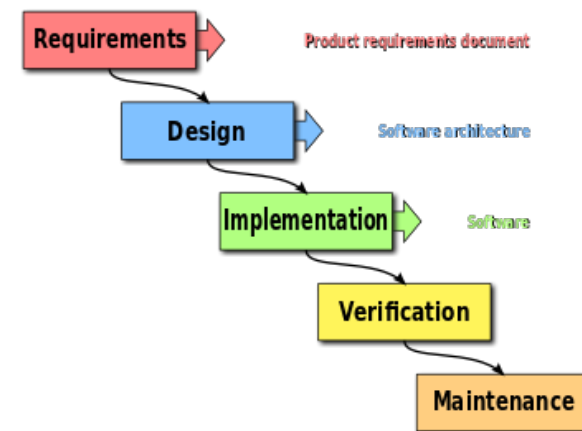 Requirements
Product requirements document
Design
Software architecture
Implementation
Software
Verification
Maintenance